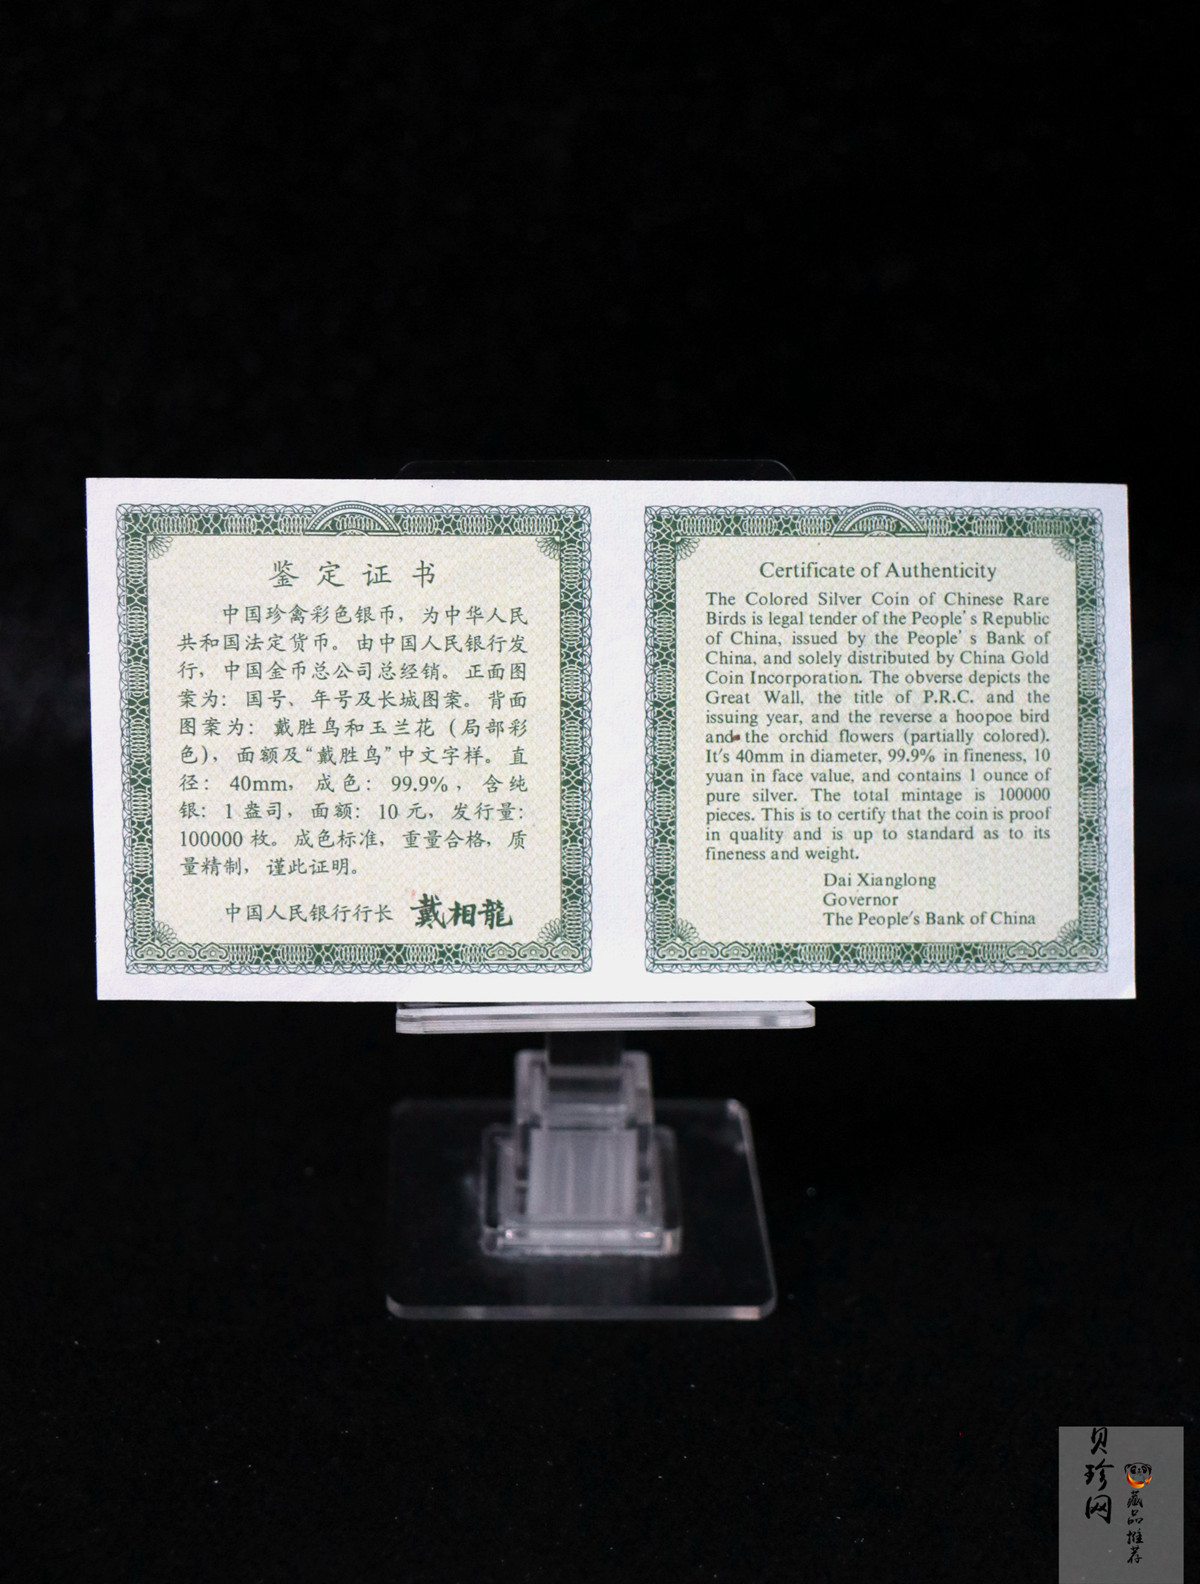 鉴定证书
中国珍禽彩色银币，为中华人民
共和国法定货币。由中国人民银行发
行，中国金币总公司总经销。正面图
案为：国号、年号及长城图案。背面
图案为：戴胜鸟和玉兰花（局部彩
色），面额及“戴胜鸟”中文字样。直
径：40mm，成色：99.9%，含纯
银：1盎司，面额：10元，发行量：
100000枚。成色标准，重量合格，质
量精制，谨此证明。
中国人民银行行长 戴相龍
Certificate of Authenticity
The Colored Silver Coin of Chinese Rare
Birds is legal tender of the People's Republic
of China, issued by the People's Bank of
China, and solely distributed by China Gold
Coin Incorporation. The obverse depicts the
Great Wall, the title of P.R.C. and the
issuing year, and the reverse a hoopoe bird
and the orchid flowers (partially colored).
It's 40mm in diameter, 99.9% in fineness, 10
yuan in face value, and contains 1 ounce of
pure silver. The total mintage is 100000
pieces. This is to certify that the coin is proof
in quality and is up to standard as to its
fineness and weight.
Dai Xianglong
Governor
The People's Bank of China
贝珍网
藏品推荐